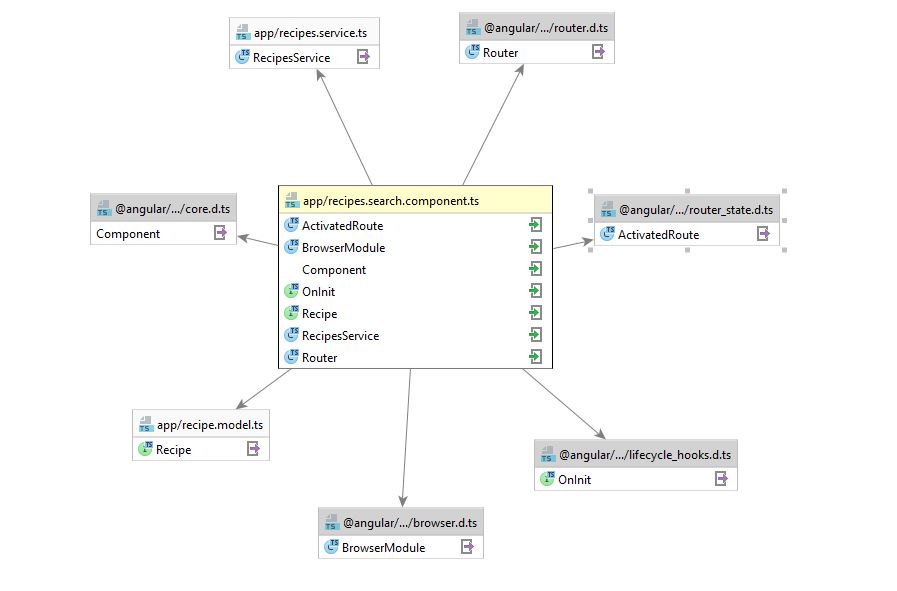 app/recipes.service.ts
RecipesService
@angular/.../router.d.ts
Router
@angular/.../core.d.ts
Component
app/recipes.search.component.ts
ActivatedRoute
BrowserModule
Component
OnInit
Recipe
RecipesService
Router
@angular/.../router_state.d.ts
ActivatedRoute
app/recipe.model.ts
Recipe
@angular/.../lifecycle_hooks.d.ts
OnInit
@angular/.../browser.d.ts
BrowserModule